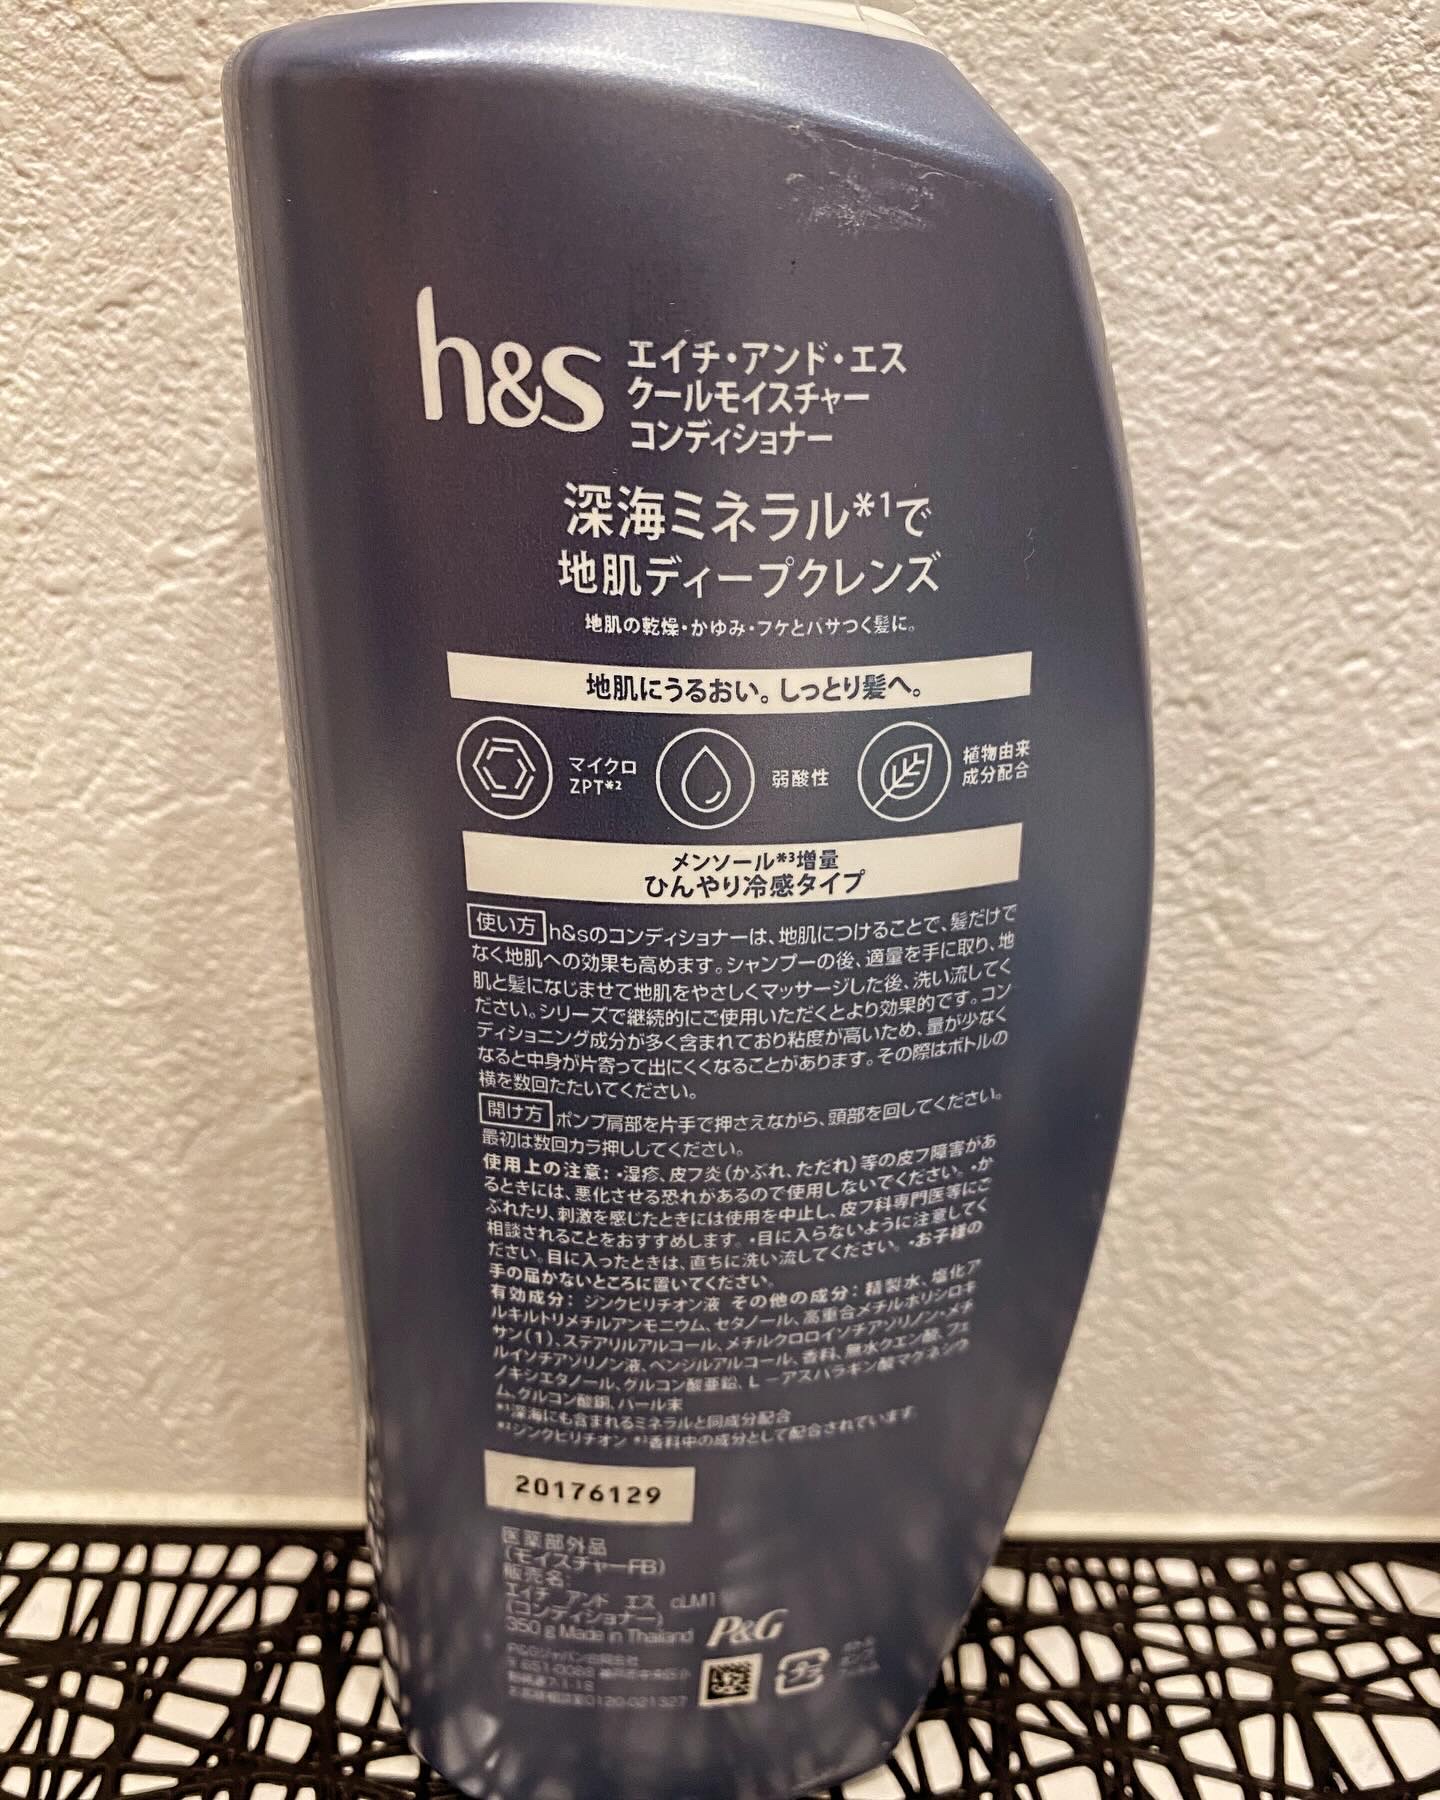 h&s
エイチ・アンド・エス
クールモイスチャー
コンディショナー
深海ミネラル*1で
地肌ディープクレンズ
地肌の乾燥・かゆみ・フケとパサつく髪に。
地肌にうるおい。しっとり髪へ。
マイクロ
ZPT*2
弱酸性
植物由来
成分配合
メンソール*3増量
ひんやり冷感タイプ
使い方 h&sのコンディショナーは、地肌につけることで、髪だけで
なく地肌への効果も高めます。シャンプーの後、適量を手に取り、地
肌と髪になじませて地肌をやさしくマッサージした後、洗い流してく
ださい。シリーズで継続的にご使用いただくとより効果的です。コン
ディショニング成分が多く含まれており粘度が高いため、量が少なく
なると中身が片寄って出にくくなることがあります。その際はボトルの
横を数回たたいてください。
開け方 ポンプ肩部を片手で押さえながら、頭部を回してください。
最初は数回カラ押ししてください。
使用上の注意:・湿疹、皮フ炎(かぶれ、ただれ)等の皮フ障害があ
るときには、悪化させる恐れがあるので使用しないでください。・か
ぶれたり、刺激を感じたときには使用を中止し、皮フ科専門医等にご
相談されることをおすすめします。・目に入らないように注意してく
ださい。目に入ったときは、直ちに洗い流してください。・お子様の
手の届かないところに置いてください。
有効成分: ジンクピリチオン液 その他の成分: 精製水、塩化ア
ルキルトリメチルアンモニウム、セタノール、高重合メチルポリシロキ
サン(1)、ステアリルアルコール、メチルクロロイソチアゾリノン・メチ
ルイソチアゾリノン液、ベンジルアルコール、香料、無水クエン酸、フェ
ノキシエタノール、グルコン酸亜鉛、L－アスパラギン酸マグネシウ
ム、グルコン酸銅、パール末
*1深海にも含まれるミネラルと同成分配合
*2ジンクピリチオン *3香料中の成分として配合されています
20176129
医薬部外品
(モイスチャーFB)
販売名
エイチ アンド エス cLM1
(コンディショナー)
350 g Made in Thailand
P&G
P&Gジャパン合同会社
〒651-0088 神戸市中央区小
野柄通7-1-18
お客様相談室0120-021327